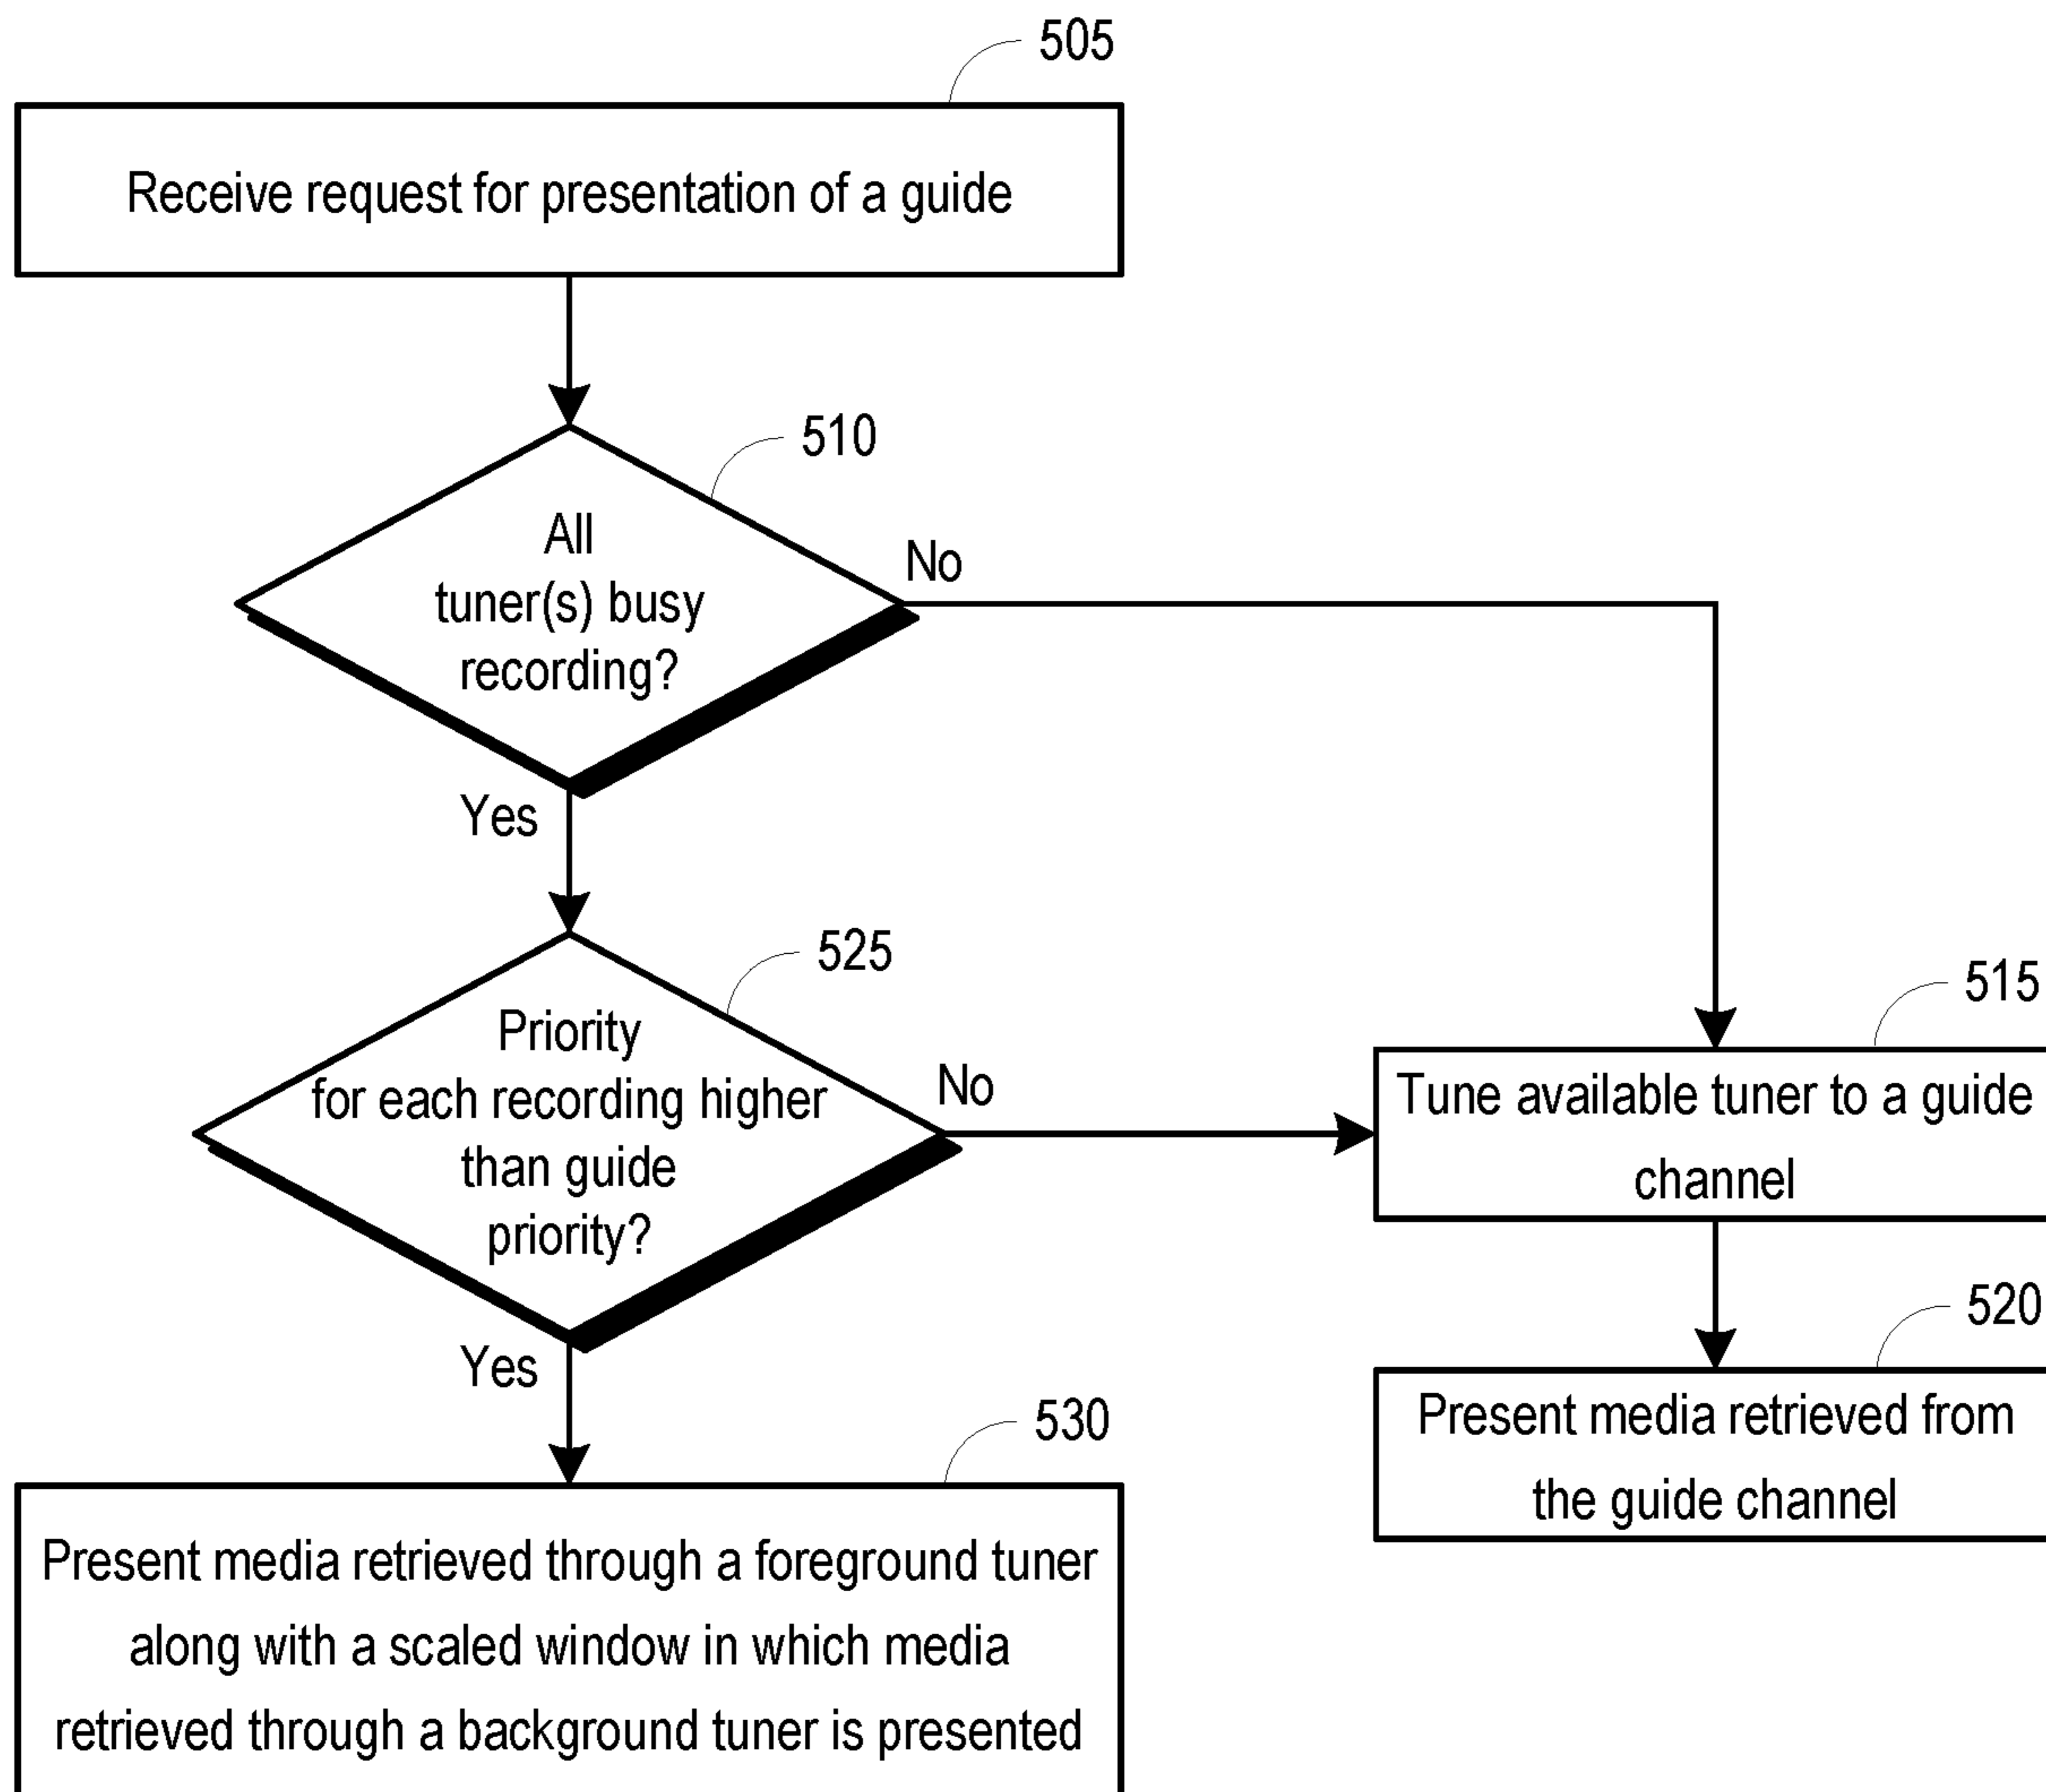 505
Receive request for presentation of a guide
510
All
tuner(s) busy
recording?
No
Yes
525
Priority
for each recording higher
than guide
priority?
No
Yes
515
Tune available tuner to a guide
channel
520
Present media retrieved from
the guide channel
530
Present media retrieved through a foreground tuner
along with a scaled window in which media
retrieved through a background tuner is presented